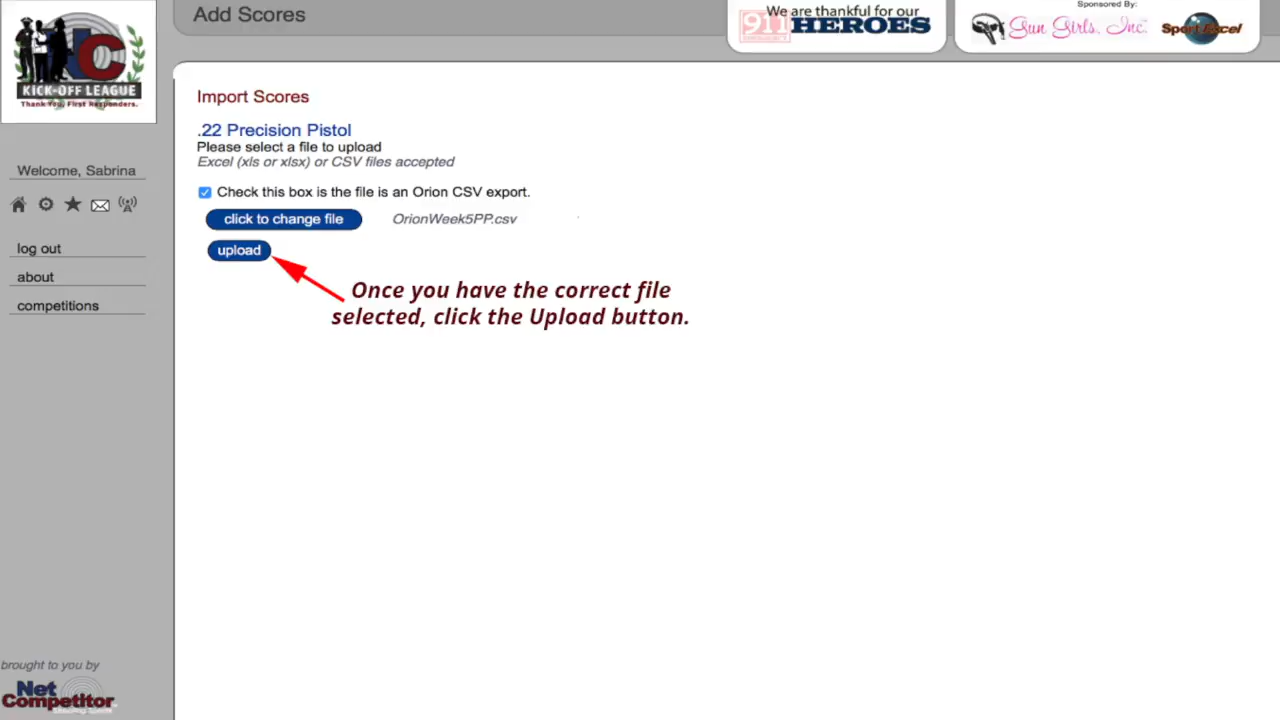 Add Scores
We are thankful for our
911
EMERGENCY
HEROES
Sponsored By:
Gun Girls, Inc.
SportExcel
KC
KICK-OFF LEAGUE
Thank You, First Responders.
Import Scores
.22 Precision Pistol
Please select a file to upload
Excel (xls or xlsx) or CSV files accepted
Check this box is the file is an Orion CSV export.
click to change file OrionWeek5PP.csv
upload
Once you have the correct file
selected, click the Upload button.
Welcome, Sabrina
log out
about
competitions
brought to you by
Net
Competitor